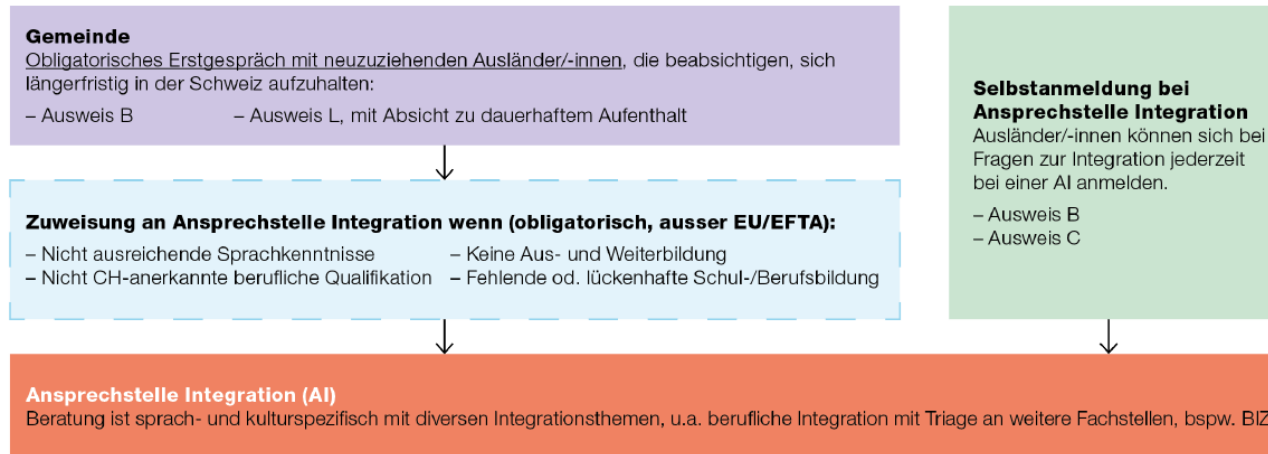 Gemeinde
Obligatorisches Erstgespräch mit neuzuziehenden Ausländer/-innen, die beabsichtigen, sich
längerfristig in der Schweiz aufzuhalten:
– Ausweis B – Ausweis L, mit Absicht zu dauerhaftem Aufenthalt
Zuweisung an Ansprechstelle Integration wenn (obligatorisch, ausser EU/EFTA):
– Nicht ausreichende Sprachkenntnisse – Keine Aus- und Weiterbildung
– Nicht CH-anerkannte berufliche Qualifikation – Fehlende od. lückenhafte Schul-/Berufsbildung
Selbstanmeldung bei
Ansprechstelle Integration
Ausländer/-innen können sich bei
Fragen zur Integration jederzeit
bei einer AI anmelden.
– Ausweis B
– Ausweis C
Ansprechstelle Integration (AI)
Beratung ist sprach- und kulturspezifisch mit diversen Integrationsthemen, u.a. berufliche Integration mit Triage an weitere Fachstellen, bspw. BIZ